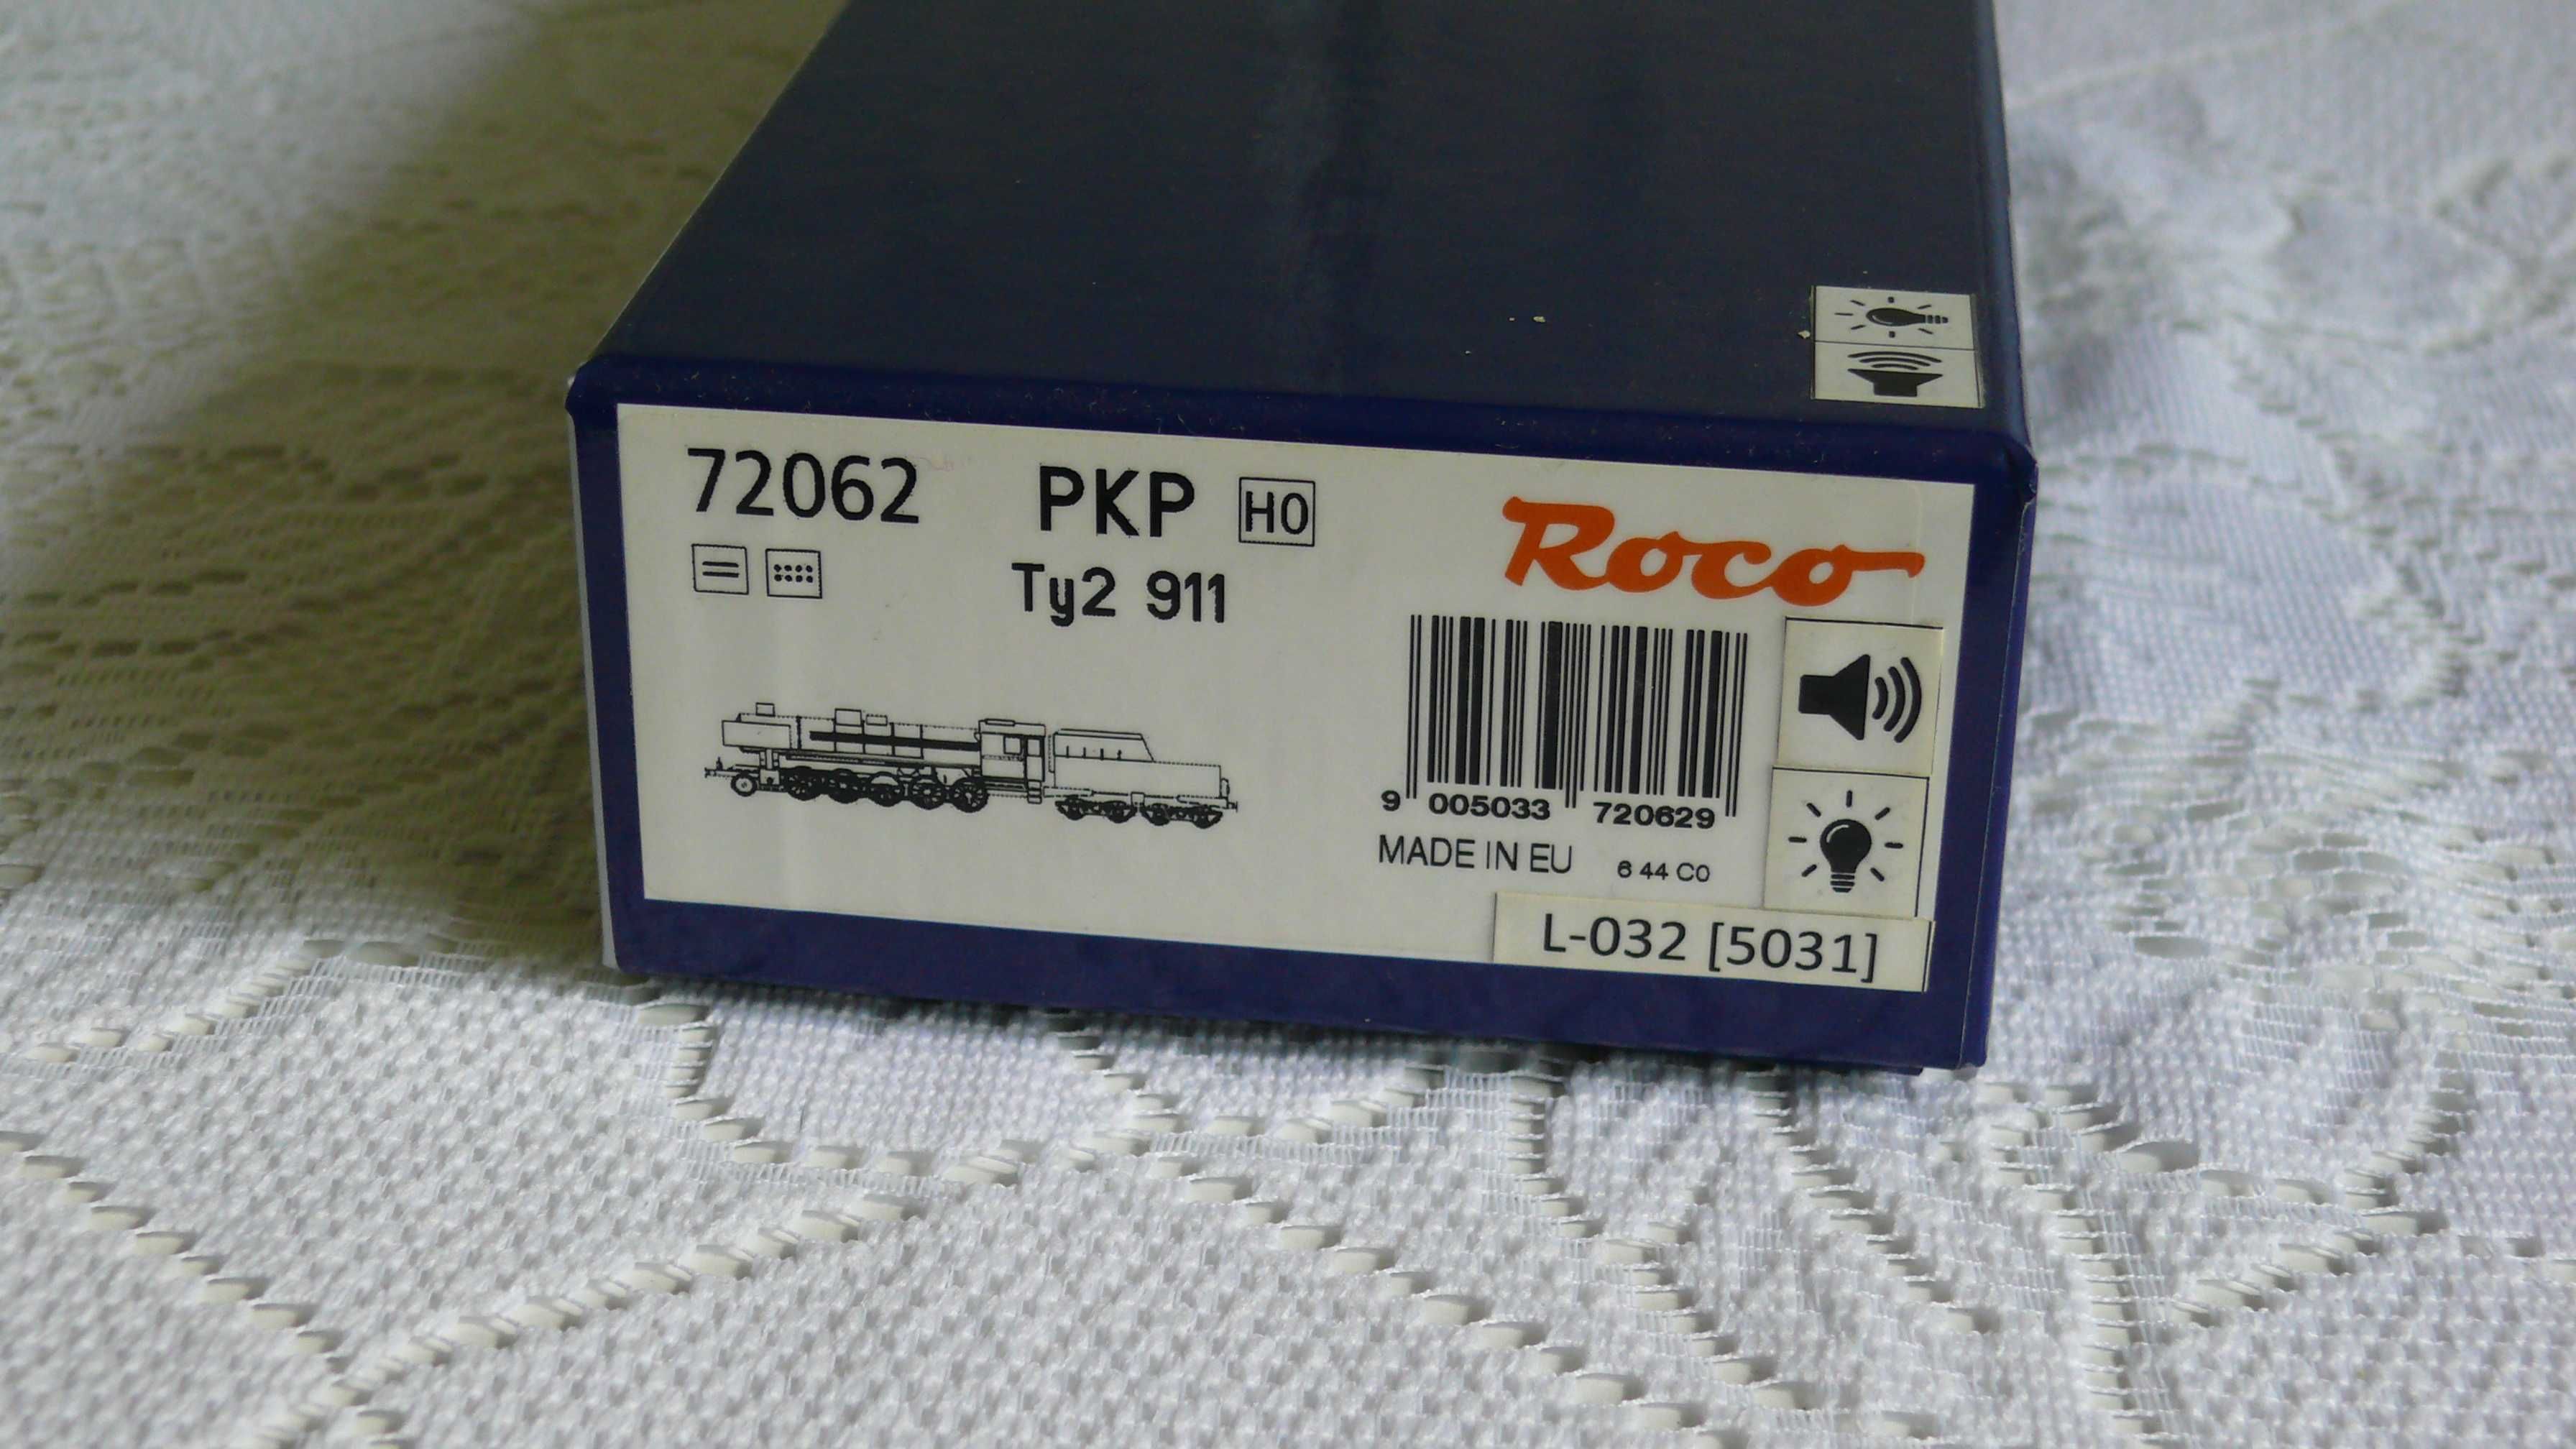 72062
PKP H0
Ty2 911
Roco
9 005033 720629
MADE IN EU 6 44 C0
L-032 [5031]